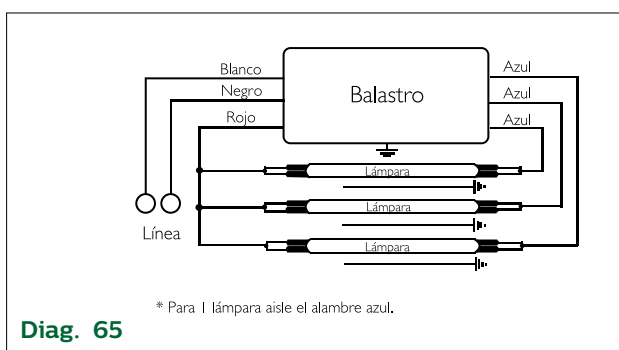 Blanco
Negro
Rojo
Balastro
Azul
Azul
Azul
Lámpara
Lámpara
Lámpara
Línea
* Para 1 lámpara aisle el alambre azul.
Diag. 65